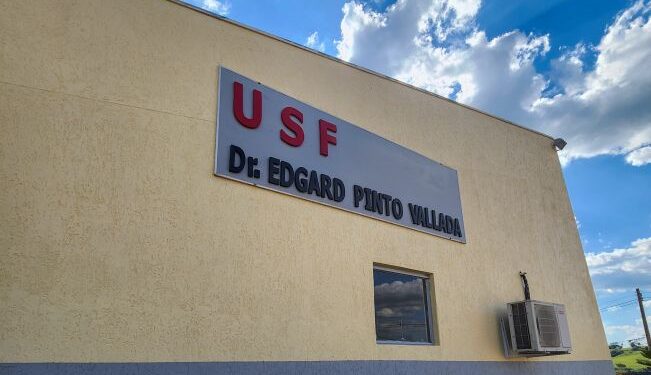 USF
Dr. EDGARD PINTO VALLADA